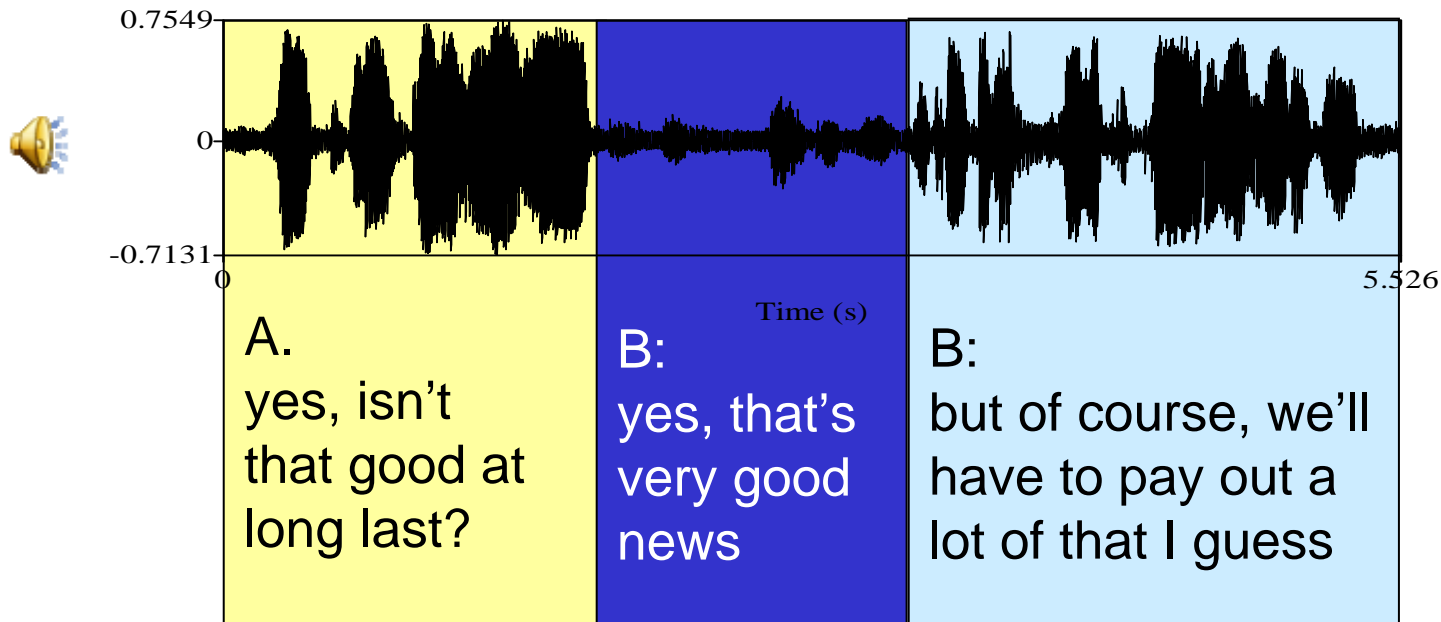 0.7549
0
-0.7131
0
5.526
Time (s)
A.
yes, isn’t
that good at
long last?
B:
yes, that’s
very good
news
B:
but of course, we’ll
have to pay out a
lot of that I guess